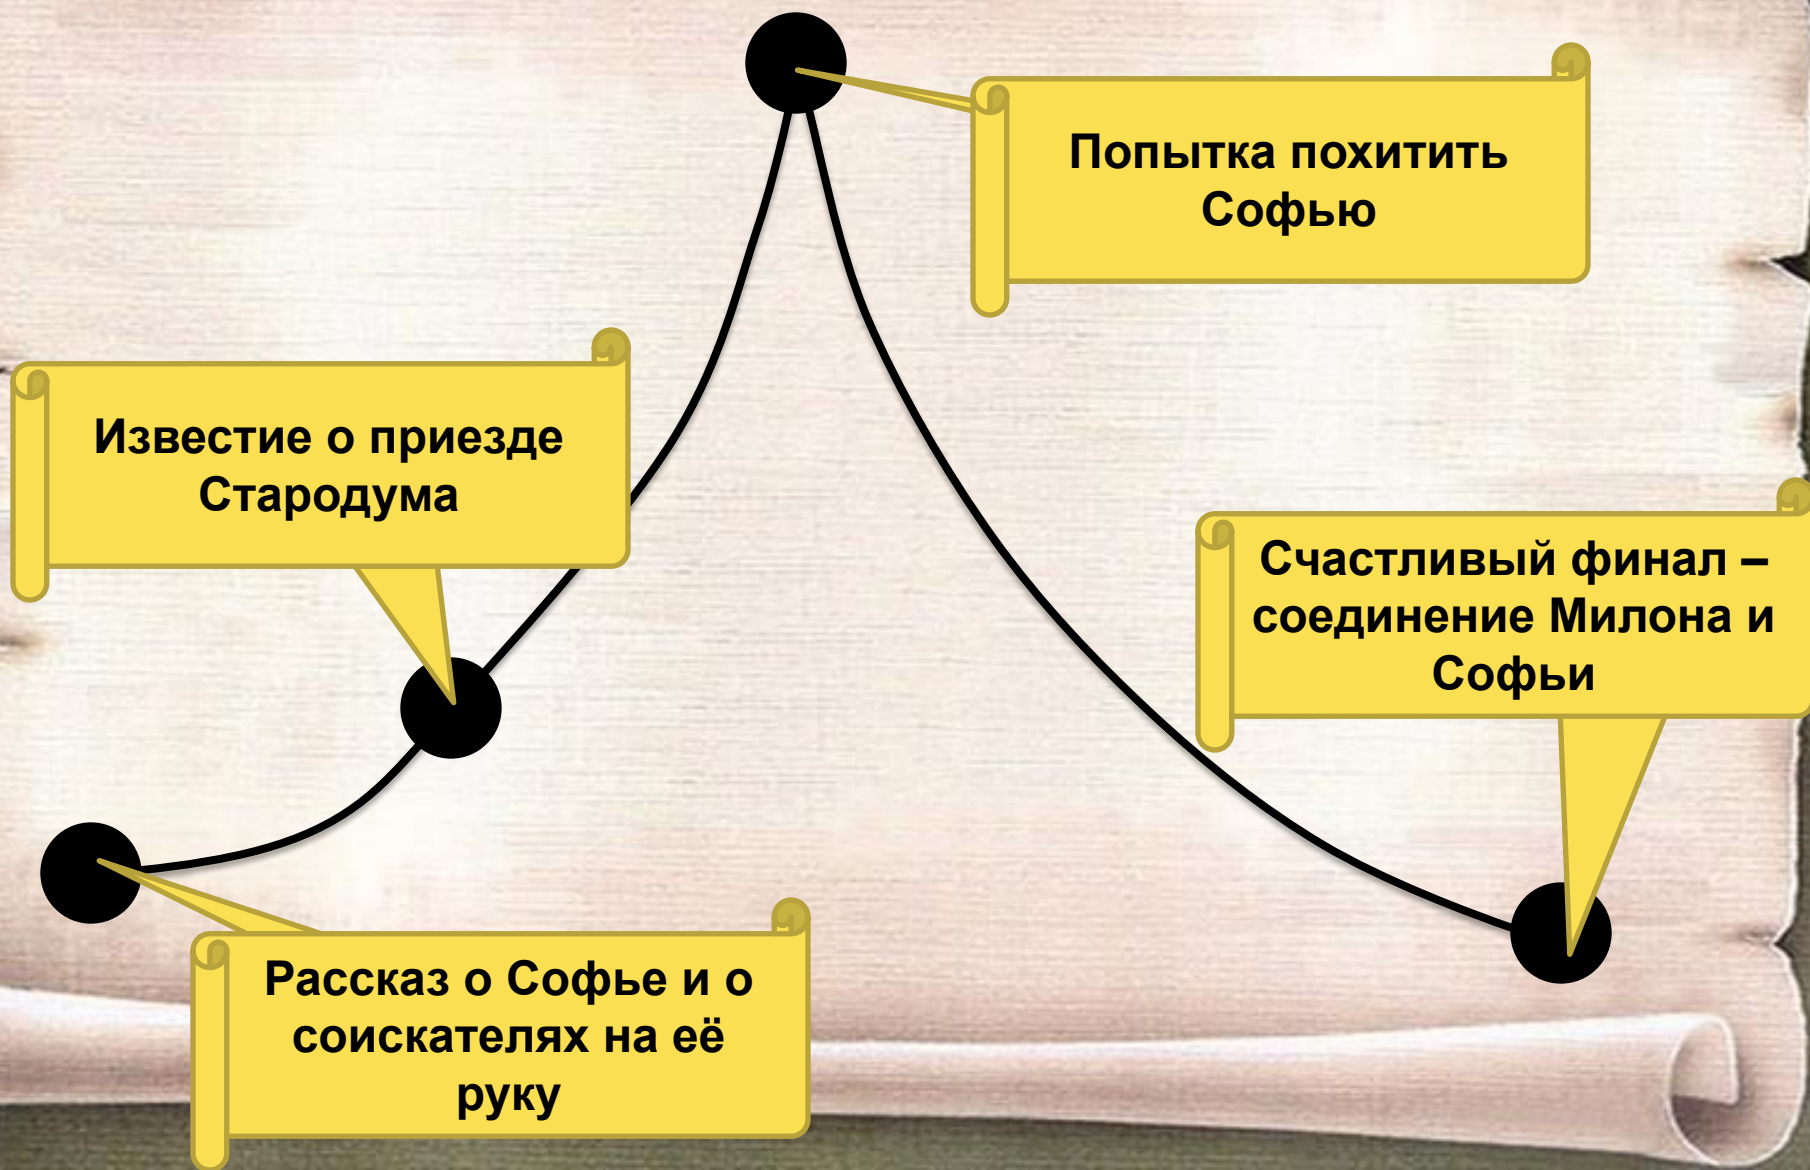 Попытка похитить
Софью
Известие о приезде
Стародума
Счастливый финал –
соединение Милона и
Софьи
Рассказ о Софье и о
соискателях на её
руку